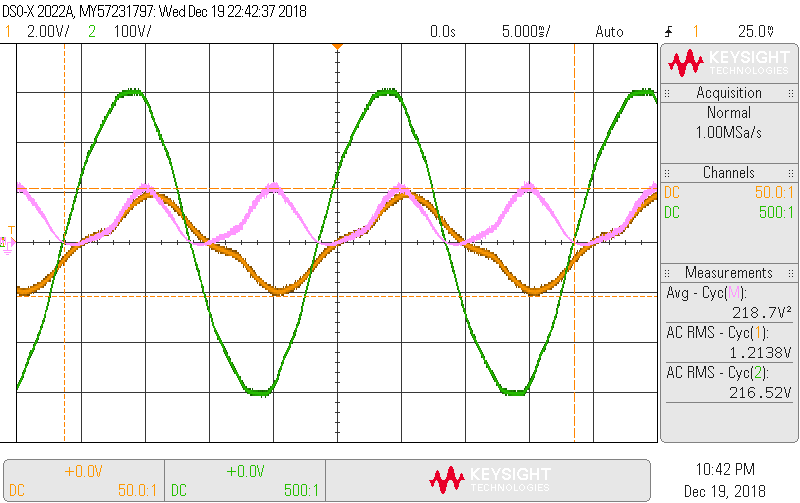 DSO-X 2022A, MY57231797: Wed Dec 19 22:42:37 2018
1 2.00V/ 2 100V/ 0.0s 5.000ms/ Auto 1 25.0V
KEYSIGHT
TECHNOLOGIES
Acquisition
Normal
1.00MSa/s
Channels
DC 50.0:1
DC 500:1
Measurements
Avg - Cyc(M):
218.7V²
AC RMS - Cyc(1):
1.2138V
AC RMS - Cyc(2):
216.52V
+0.0V
DC 50.0:1
+0.0V
DC 500:1
KEYSIGHT
TECHNOLOGIES
10:42 PM
Dec 19, 2018